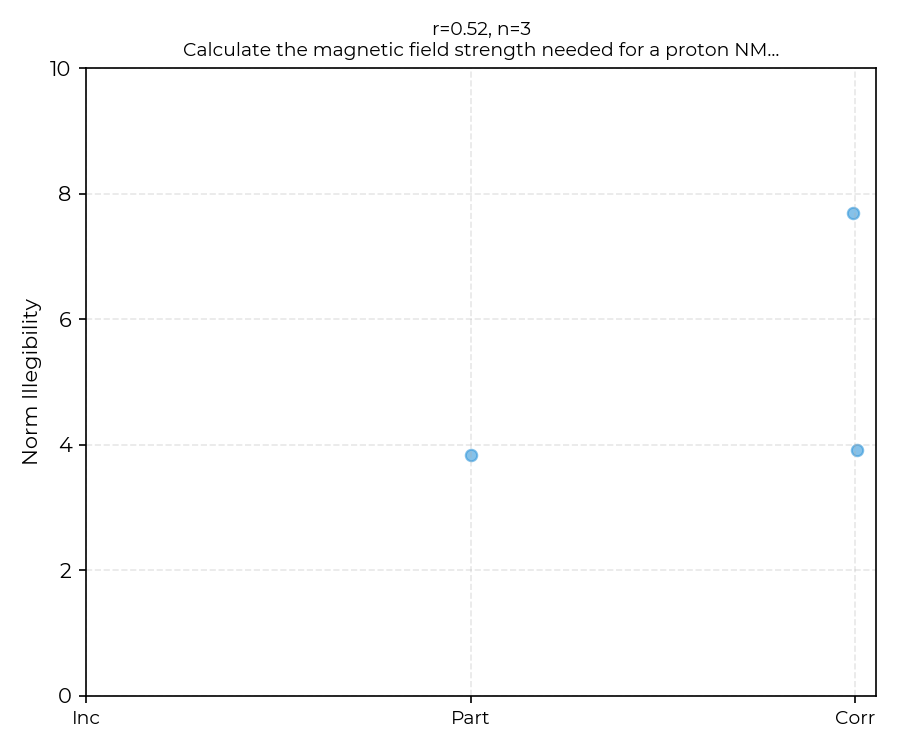 r=0.52, n=3
Calculate the magnetic field strength needed for a proton NM...
10
8
6
4
2
0
Norm Illegibility
Inc
Part
Corr